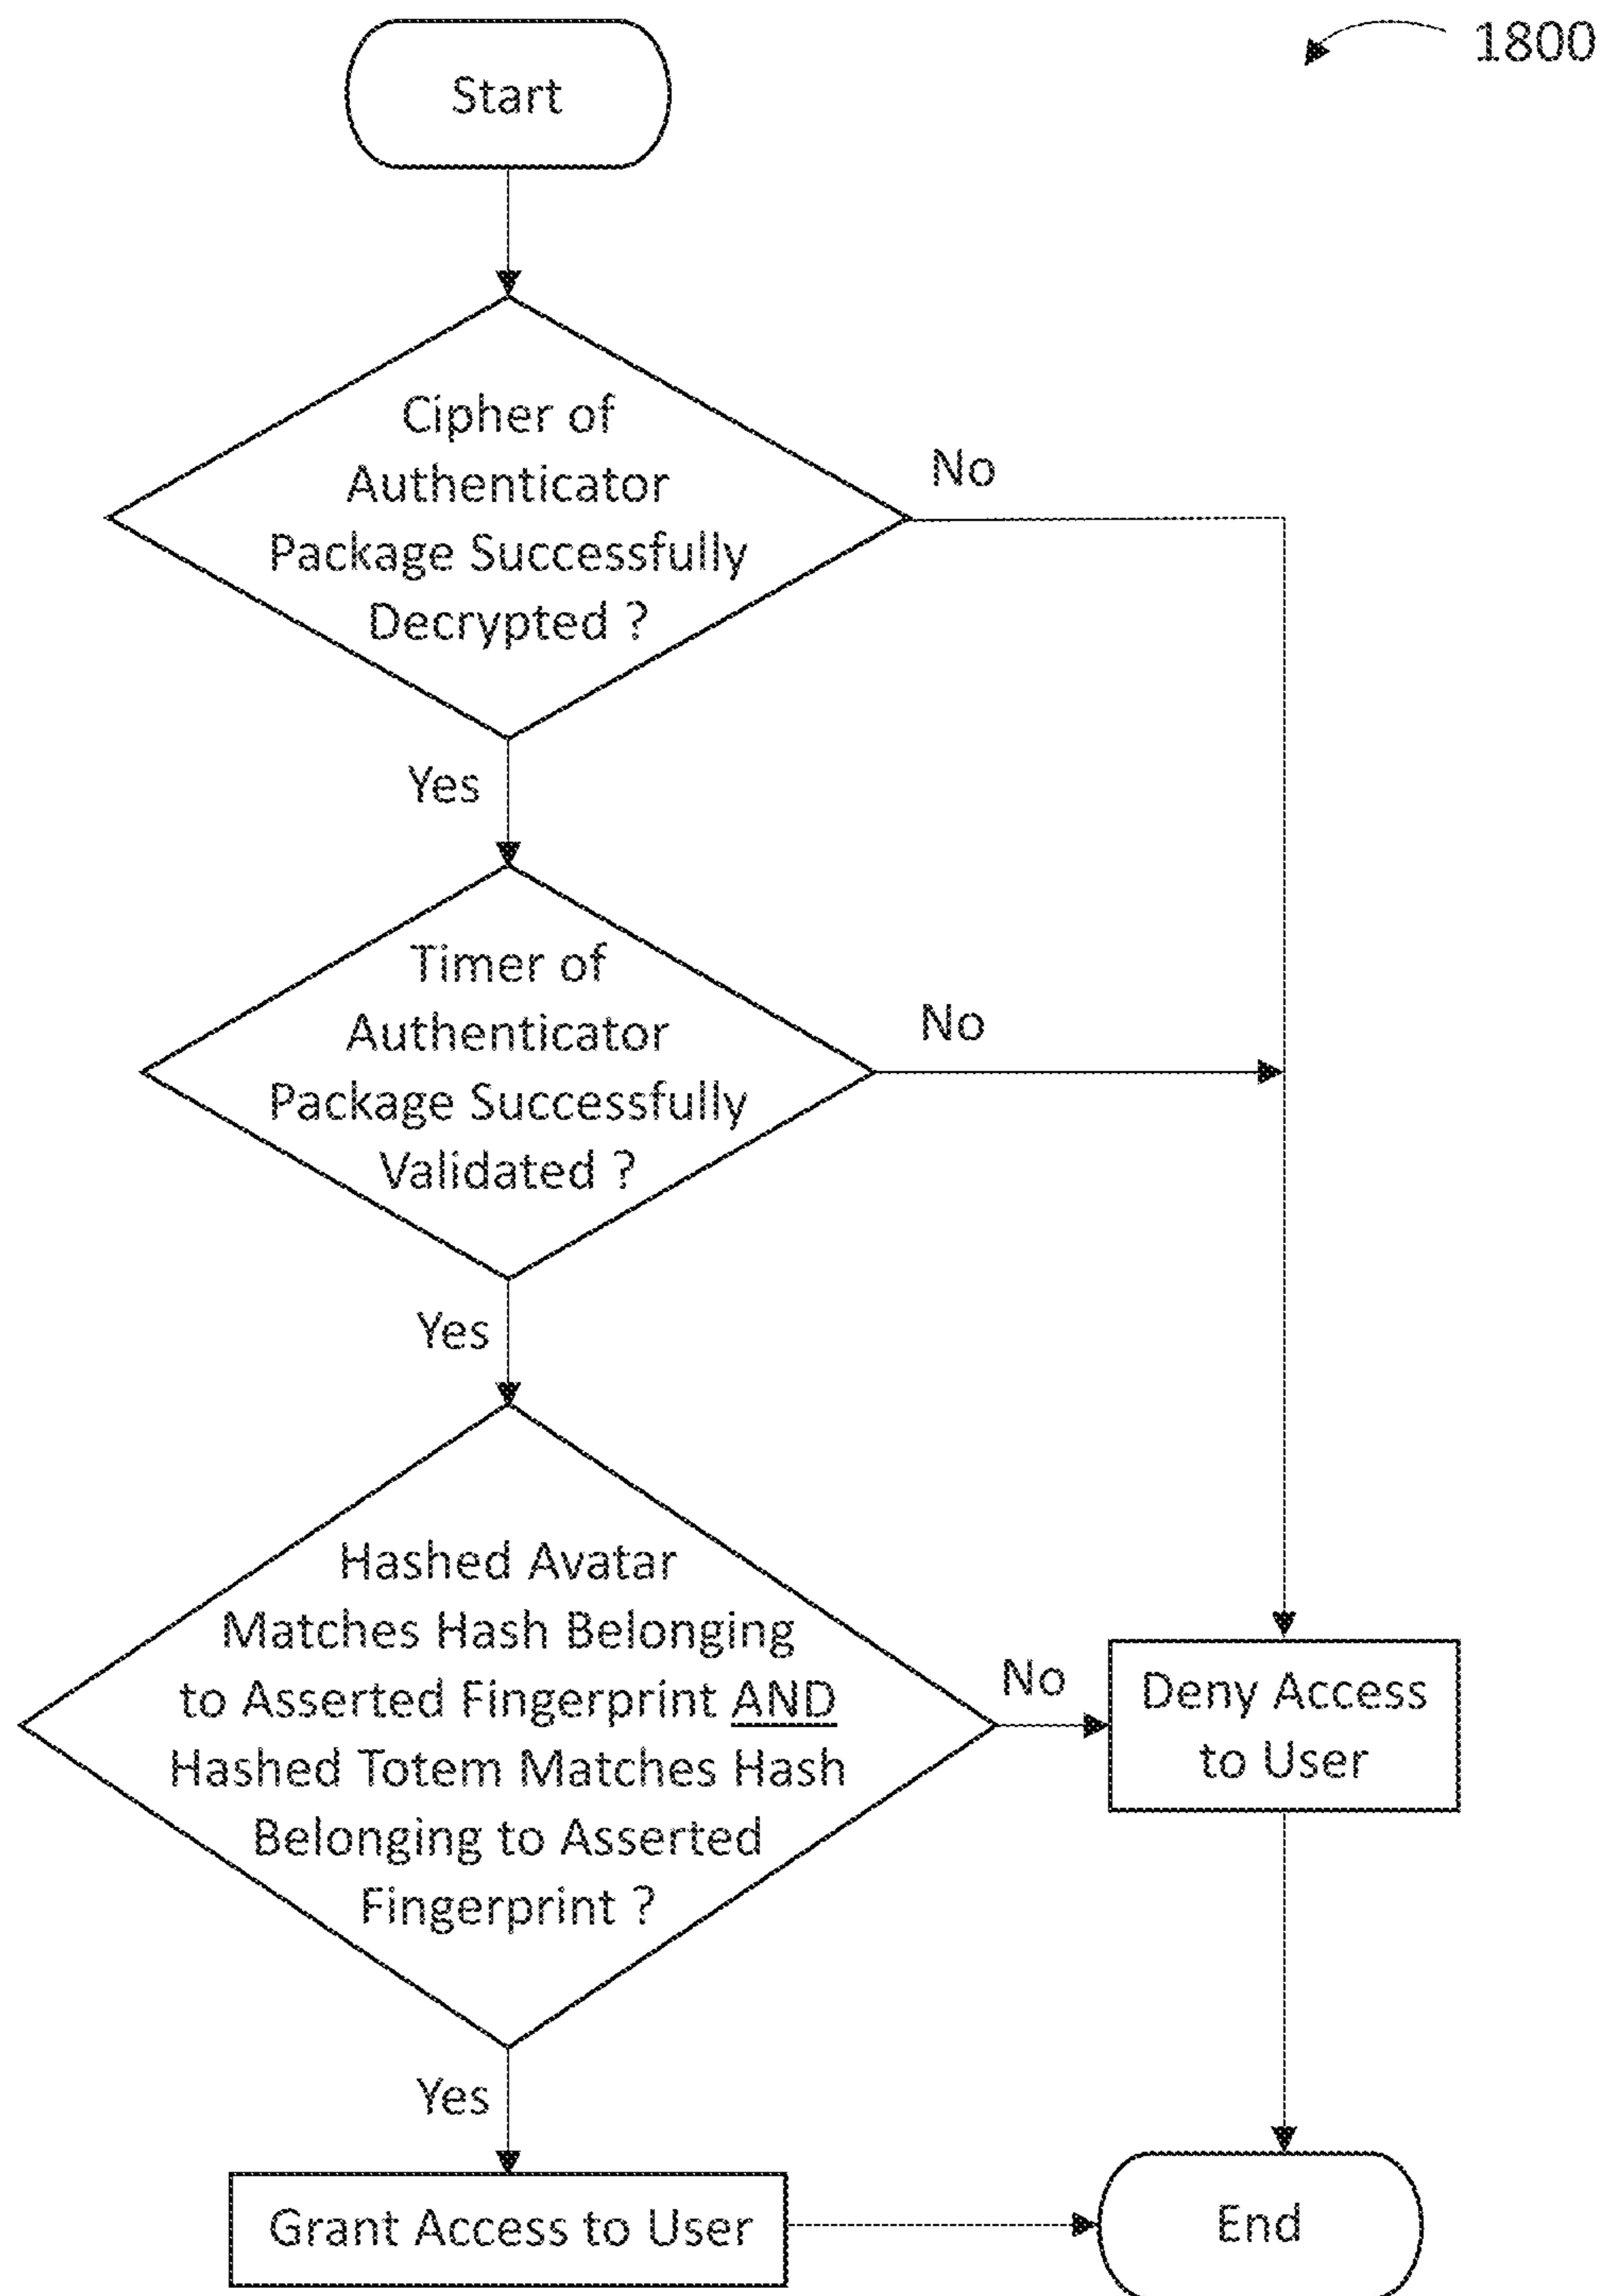 1800
Start
Cipher of
Authenticator
Package Successfully
Decrypted ?
No
Yes
Timer of
Authenticator
Package Successfully
Validated ?
No
Yes
Hashed Avatar
Matches Hash Belonging
to Asserted Fingerprint AND
Hashed Totem Matches Hash
Belonging to Asserted
Fingerprint ?
No
Deny Access
to User
Yes
Grant Access to User
End